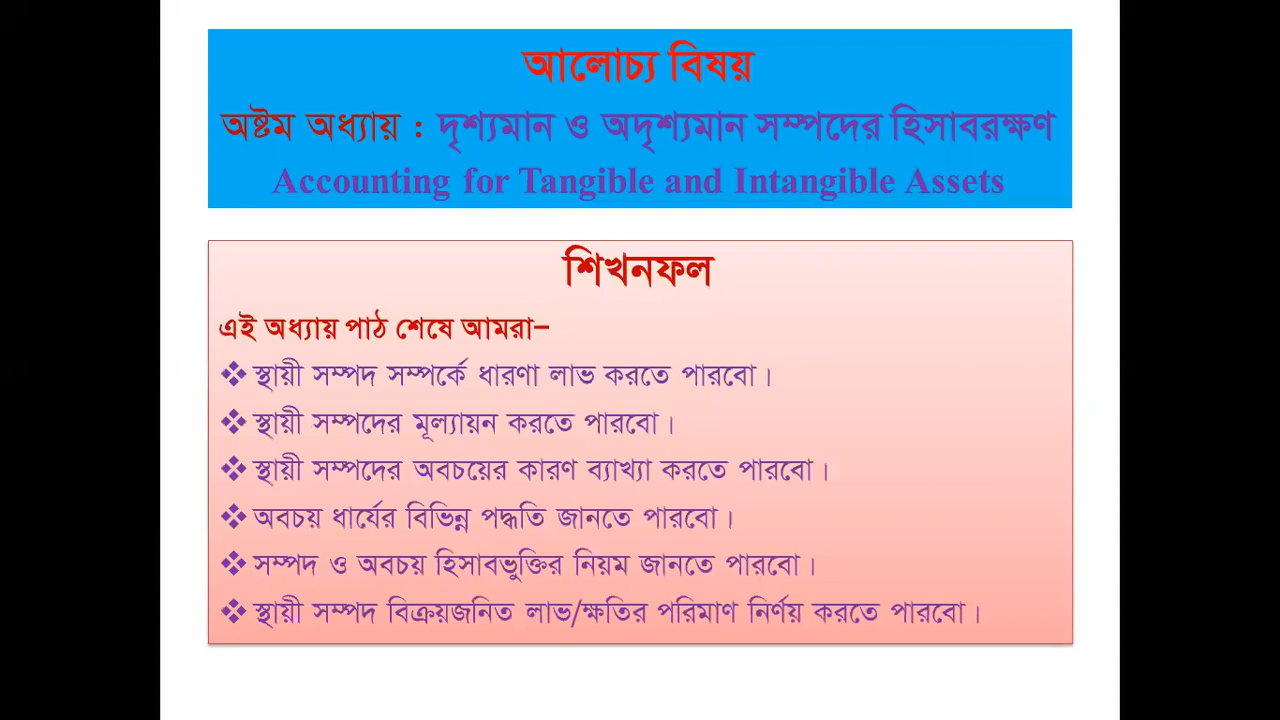 আলোচ্য বিষয়
অষ্টম অধ্যায় : দৃশ্যমান ও অদৃশ্যমান সম্পদের হিসাবরক্ষণ
Accounting for Tangible and Intangible Assets
শিখনফল
এই অধ্যায় পাঠ শেষে আমরা–
❖ স্থায়ী সম্পদ সম্পর্কে ধারণা লাভ করতে পারবো।
❖ স্থায়ী সম্পদের মূল্যায়ন করতে পারবো।
❖ স্থায়ী সম্পদের অবচয়ের কারণ ব্যাখ্যা করতে পারবো।
❖ অবচয় ধার্যের বিভিন্ন পদ্ধতি জানতে পারবো।
❖ সম্পদ ও অবচয় হিসাবভুক্তির নিয়ম জানতে পারবো।
❖ স্থায়ী সম্পদ বিক্রয়জনিত লাভ/ক্ষতির পরিমাণ নির্ণয় করতে পারবো।